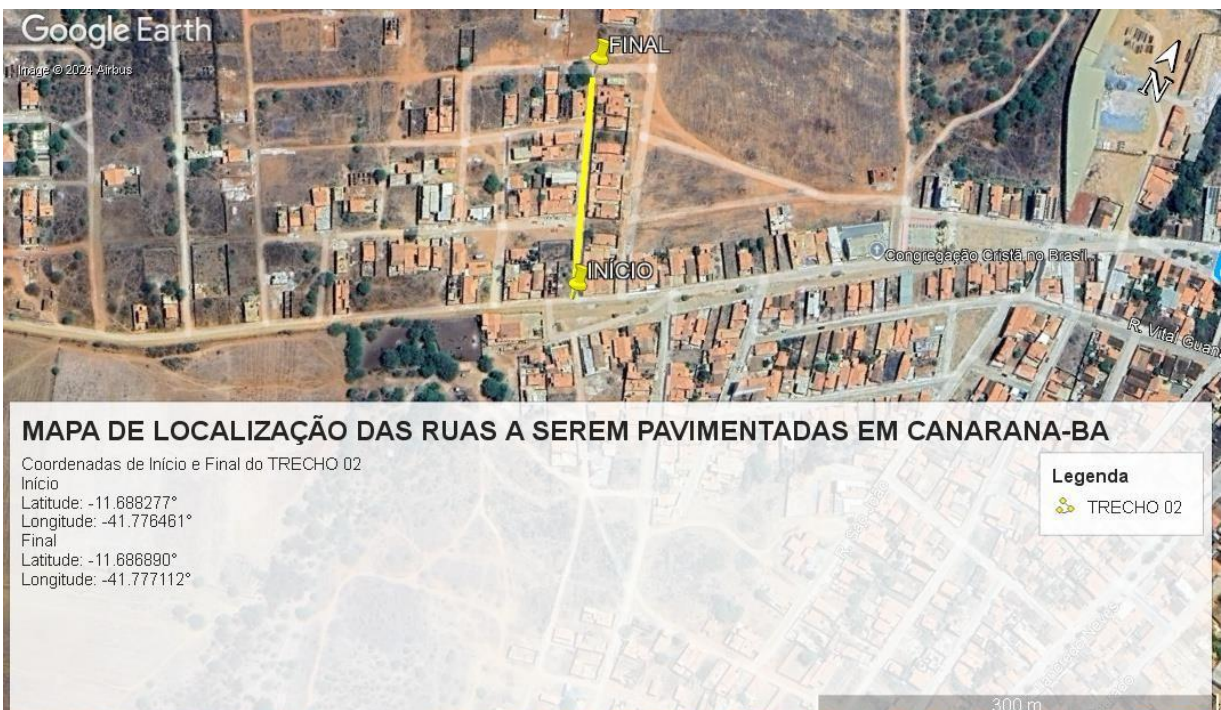 Google Earth
Image © 2024 Airbus
FINAL
N
INÍCIO
Congregação Cristã no Brasil...
R. Vital Guan
MAPA DE LOCALIZAÇÃO DAS RUAS A SEREM PAVIMENTADAS EM CANARANA-BA
Coordenadas de Início e Final do TRECHO 02
Início
Latitude: -11.688277°
Longitude: -41.776461°
Final
Latitude: -11.686890°
Longitude: -41.777112°
Legenda
TRECHO 02
300 m